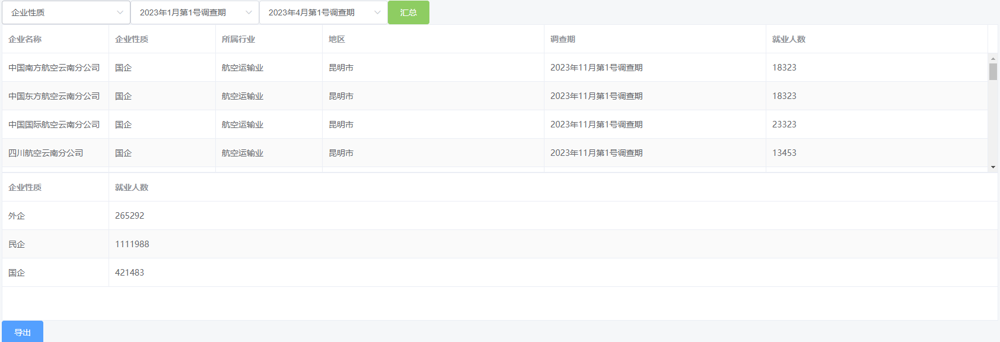 企业性质 2023年1月第1号调查期 2023年4月第1号调查期 汇总
企业名称 企业性质 所属行业 地区 调查期 就业人数
中国南方航空云南分公司 国企 航空运输业 昆明市 2023年11月第1号调查期 18323
中国东方航空云南分公司 国企 航空运输业 昆明市 2023年11月第1号调查期 18323
中国国际航空云南分公司 国企 航空运输业 昆明市 2023年11月第1号调查期 23323
四川航空云南分公司 国企 航空运输业 昆明市 2023年11月第1号调查期 13453
企业性质 就业人数
外企 265292
民企 1111988
国企 421483
导出